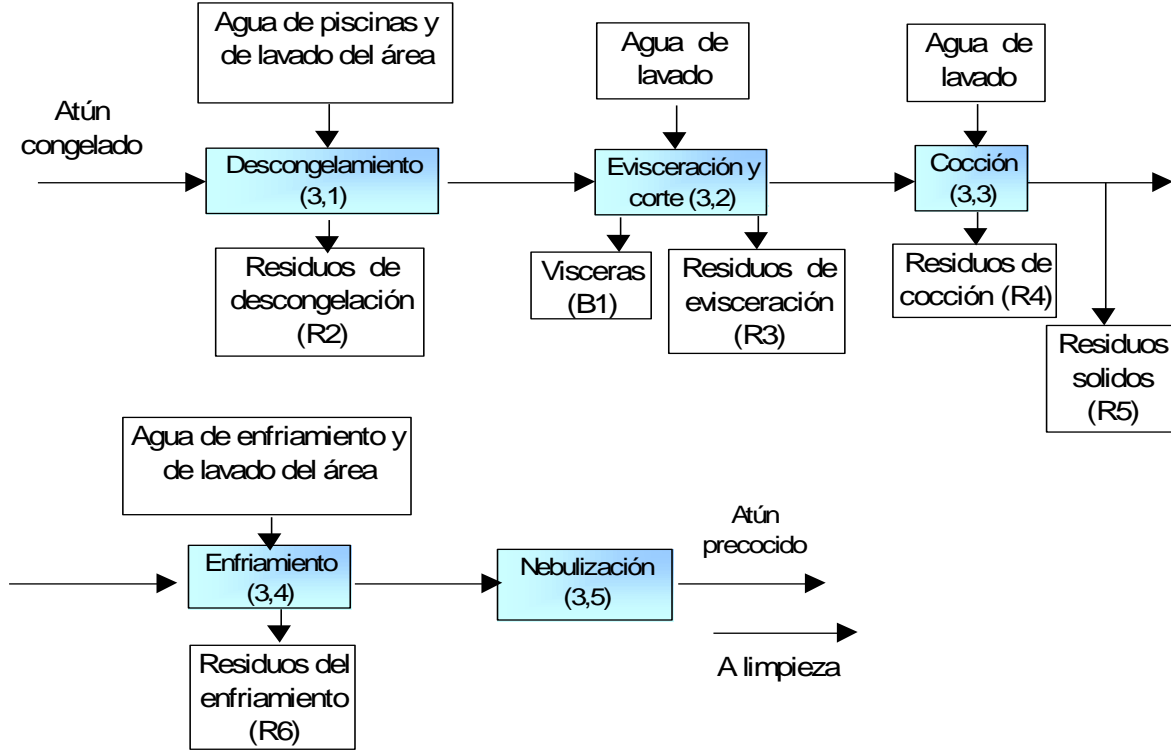 Agua de piscinas y
de lavado del área
Agua de
lavado
Agua de
lavado
Atún
congelado
Descongelamiento
(3,1)
Evisceración y
corte (3,2)
Cocción
(3,3)
Residuos de
descongelación
(R2)
Visceras
(B1)
Residuos de
evisceración
(R3)
Residuos de
cocción (R4)
Residuos
solidos
(R5)
Agua de enfriamiento y
de lavado del área
Enfriamiento
(3,4)
Nebulización
(3,5)
Atún
precocido
A limpieza
Residuos del
enfriamiento
(R6)